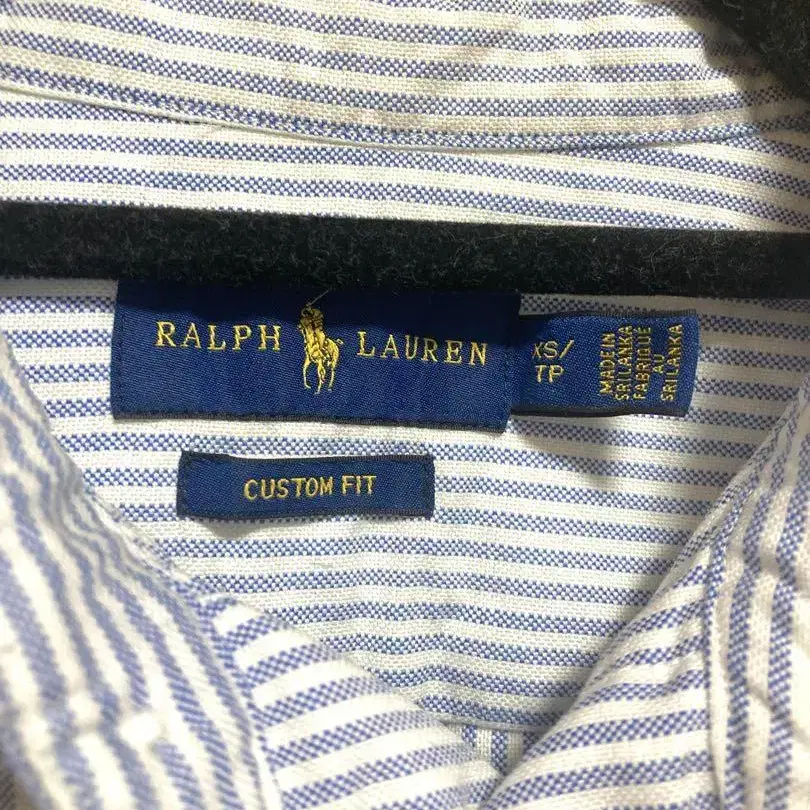 RALPH LAUREN
XS/
TP
MADE IN
SRI LANKA
FABRIQUÉ
AU
SRI LANKA
CUSTOM FIT